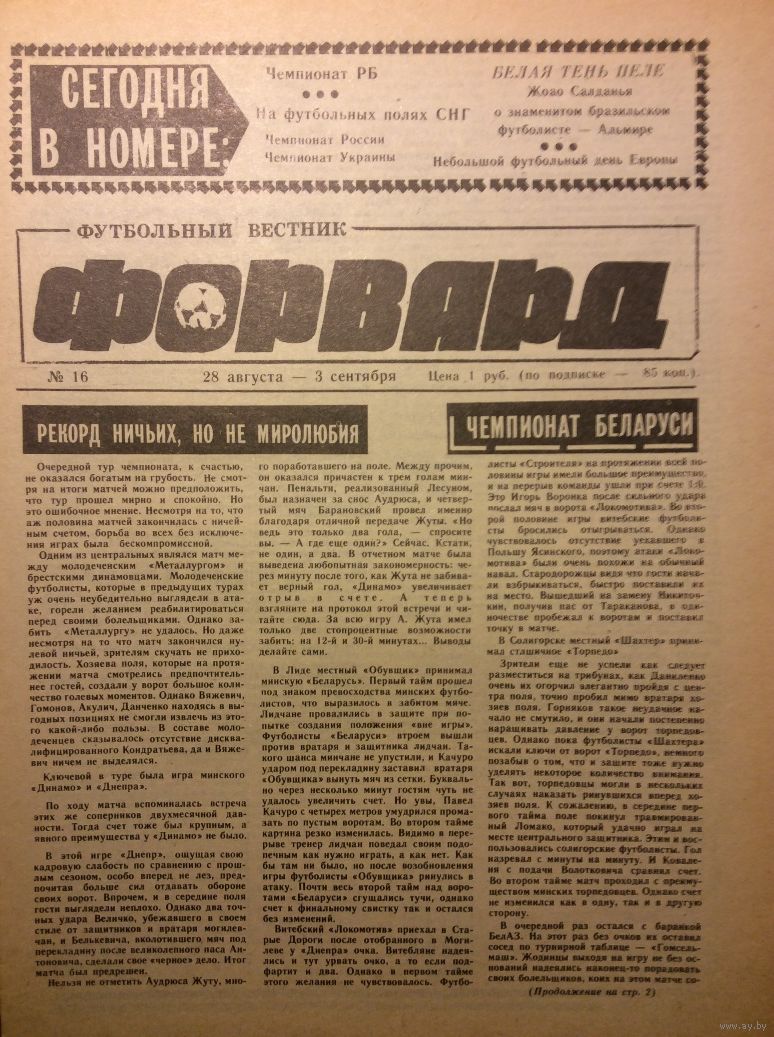 СЕГОДНЯ
В НОМЕРЕ:
Чемпионат РБ
На футбольных полях СНГ
Чемпионат России
Чемпионат Украины
БЕЛАЯ ТЕНЬ ПЕЛЕ
Жоао Салданья
о знаменитом бразильском
футболисте — Альмире
Небольшой футбольный день Европы
ФУТБОЛЬНЫЙ ВЕСТНИК
ФОРВАРД
№ 16 28 августа — 3 сентября Цена 1 руб. (по подписке — 85 коп.)
РЕКОРД НИЧЬИХ, НО НЕ МИРОЛЮБИЯ
ЧЕМПИОНАТ БЕЛАРУСИ
Очередной тур чемпионата, к счастью,
не оказался богатым на грубость. Не смот-
ря на итоги матчей можно предположить,
что тур прошел мирно и спокойно. Но
это ошибочное мнение. Несмотря на то, что
аж половина матчей закончилась с ничей-
ным счетом, борьба во всех без исключе-
ния играх была бескомпромиссной.
Одним из центральных являлся матч ме-
жду молодеченским «Металлургом» и
брестскими динамовцами. Молодеченские
футболисты, которые в предыдущих турах
уж очень неубедительно выглядели в ата-
ке, горели желанием реабилитироваться
перед своими болельщиками. Однако за-
бить «Металлургу» не удалось. Но даже
несмотря на то что матч закончился ну-
левой ничьей, зрителям скучать не прихо-
дилось. Хозяева поля, которые на протя-
жении матча смотрелись предпочтитель-
нее гостей, создали у ворот большое коли-
чество голевых моментов. Однако Вяжевич,
Гомонов, Акулич, Данченко находясь в вы-
годных позициях не смогли извлечь из это-
го какой-либо пользы. В составе моло-
деченцев сказывалось отсутствие дисква-
лифицированного Кондратьева, да и Вяже-
вич ничем не выделялся.
Ключевой в туре была игра минского
«Динамо» и «Днепра».
По ходу матча вспоминалась встреча
этих же соперников двухмесячной дав-
ности. Тогда счет тоже был крупным, а
явного преимущества у «Динамо» не было.
В этой игре «Днепр», ощущая свою
кадровую слабость по сравнению с прош-
лым сезоном, особо вперед не лез, пред-
почитая больше сил отдавать обороне
своих ворот. Впрочем, и в середине поля
гости выглядели неплохо. Однако два точ-
ных удара Величко, убежавшего в своем
стиле от защитников и вратаря могилев-
чан, и Белькевича, вколотившего мяч под
перекладину после великолепного паса Ан-
тоновича, сделали свое «черное» дело. Итог
матча был предрешен.
Нельзя не отметить Аудрюса Жуту, мно-
го поработавшего на поле. Между прочим,
он оказался причастен к трем голам мин-
чан. Пенальти, реализованный Лесуном,
был назначен за снос Аудрюса, и четвер-
тый мяч Барановский провел именно
благодаря отличной передаче Жуты. «Но
ведь это только два гола, — спросите
вы. — А где еще один?» Сейчас. Кстати,
не один, а два. В отчетном матче была
выведена любопытная закономерность: че-
рез минуту после того, как Жута не забива-
ет верный гол, «Динамо» увеличивает
отрыв в счете. А теперь
взгляните на протокол этой встречи и чи-
тайте сюда. За всю игру А. Жута имел
только две стопроцентные возможности
забить: на 12-й и 30-й минутах... Выводы
делайте сами.
В Лиде местный «Обувщик» принимал
минскую «Беларусь». Первый тайм прошел
под знаком превосходства минских футбо-
листов, что выразилось в забитом мяче.
Лидчане провалились в защите при по-
пытке создания положения «вне игры».
Футболисты «Беларуси» втроем вышли
против вратаря и защитника лидчан. Та-
кого шанса минчане не упустили, и Качуро
ударом под перекладину заставил вратаря
«Обувщика» вынуть мяч из сетки. Букваль-
но через несколько минут гостям чуть не
удалось увеличить счет. Но увы, Павел
Качуро с четырех метров умудрился прома-
зать по пустым воротам. Во втором тайме
картина резко изменилась. Видимо в пере-
рыве тренер лидчан поведал своим подо-
печным как нужно играть, а как нет. Как
бы там ни было, но после возобновления
игры футболисты «Обувщика» ринулись в
атаку. Почти весь второй тайм над воро-
тами «Беларуси» сгущались тучи, однако
счет к финальному свистку так и остался
без изменений.
Витебский «Локомотив» приехал в Ста-
рые Дороги после отобранного в Моги-
леве у «Днепра» очка. Витебляне надея-
лись и тут урвать очко, а то если под-
фартит и два. Однако в первом тайме
этого желания не чувствовалось. Футбо-
листы «Строителя» на протяжении всей по-
ловины игры имели большое преимущество,
и на перерыв команды ушли при счете 1:0.
Это Игорь Воронка после сильного удара
послал мяч в ворота «Локомотива». Во вто-
рой половине игры витебские футболи-
сты бросились отыгрываться. Однако
чувствовалось отсутствие уехавшего в
Польшу Ясинского, поэтому атаки «Локо-
мотива» были очень похожи на обычный
навал. Стародорожцы видя что гости нача-
ли взбрыкиваться, быстро поставили их
на место. Вышедший на замену Никиточ-
кин, получив пас от Тараканова, в оди-
ночестве пробежал к воротам и поставил
точку в матче.
В Солигорске местный «Шахтер» прини-
мал сташичное «Торпедо»
Зрители еще не успели как следует
разместиться на трибунах, как Даниленко
очень их огорчил элегантно пройдя с цен-
тра поля, точно пробил мимо вратаря хо-
зяев поля. Горняков такое неудачное на-
чало не смутило, и они начали постепенно
наращивать давление у ворот торпедов-
цев. Однако пока футболисты «Шахтера»
искали ключи от ворот «Торпедо», немного
позабыв о том, что и защите тоже нужно
уделять некоторое количество внимания.
Так вот, торпедовцы могли в нескольких
случаях наказать ринувшихся вперед хо-
зяев поля. К сожалению, в середине пер-
вого тайма поле покинул травмирован-
ный Ломако, который удачно играл на
месте центрального защитника. Этим и вос-
пользовались солигорские футболисты. Гол
назревал с минуты на минуту. И Ковале-
ня с подачи Волотковича сравнил счет.
Во втором тайме матч проходил с преиму-
ществом минских торпедовцев. Однако счет
не изменился как в одну, так и в другую
сторону.
В очередной раз остался с баранкой
БелАЗ. На этот раз без очков их оставил
сосед по турнирной таблице — «Гомсель-
маш». Жодинцы выходя на игру не без ос-
нований надеялись наконец-то порадовать
своих болельщиков, коих на этом матче со-
(Продолжение на стр. 2)
www.ay.by